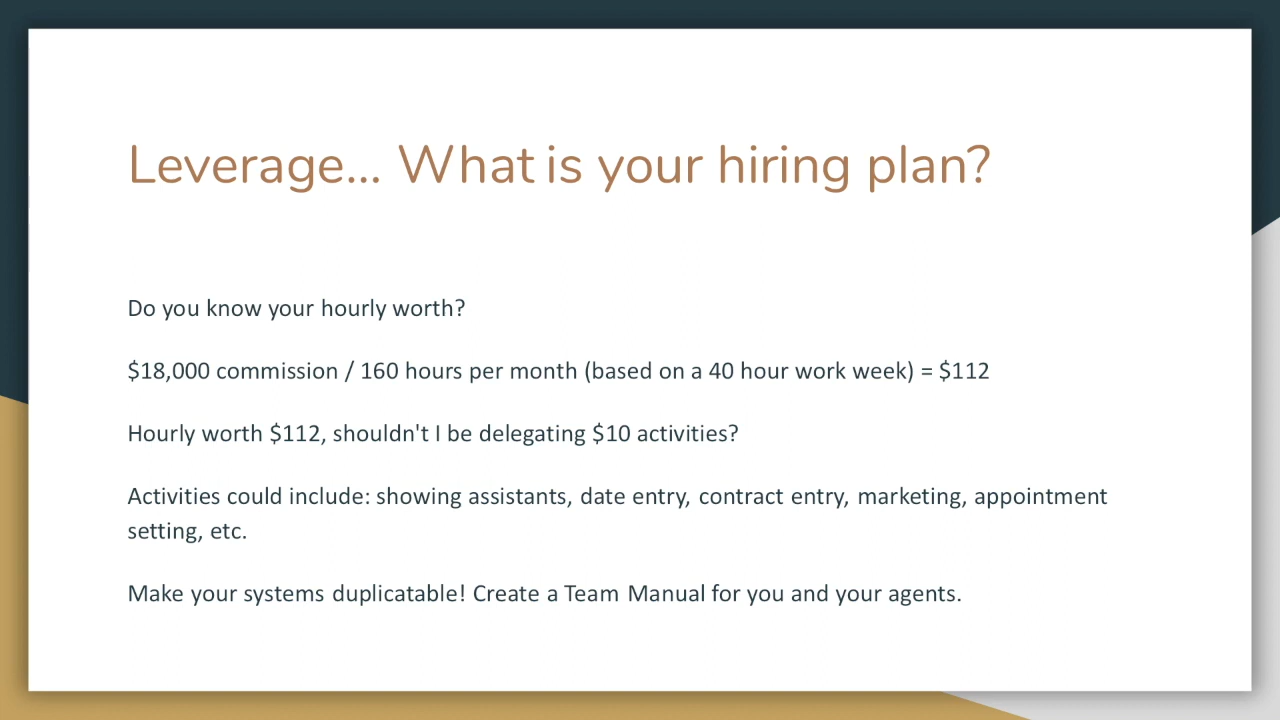 Leverage... What is your hiring plan?
Do you know your hourly worth?
$18,000 commission / 160 hours per month (based on a 40 hour work week) = $112
Hourly worth $112, shouldn't I be delegating $10 activities?
Activities could include: showing assistants, date entry, contract entry, marketing, appointment
setting, etc.
Make your systems duplicatable! Create a Team Manual for you and your agents.